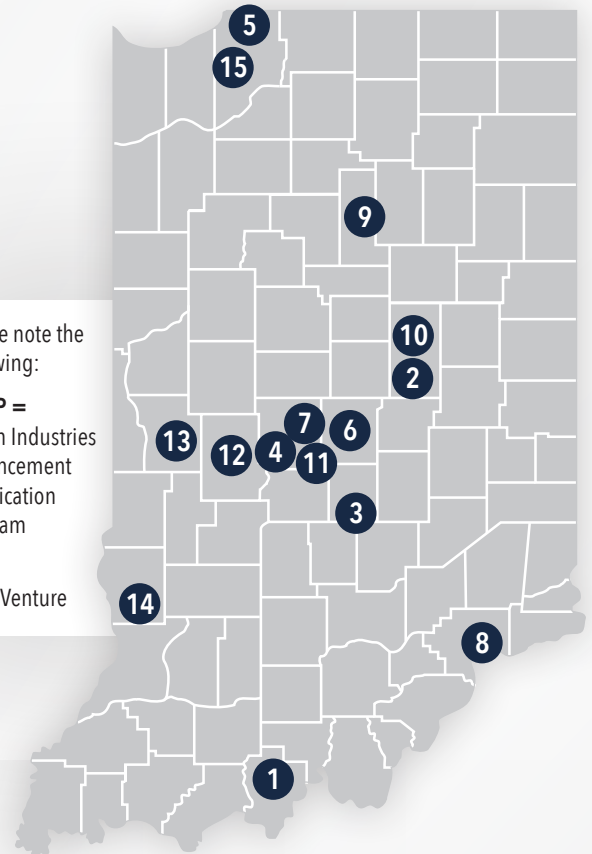 5
15
9
e note the
wing:
10
P =
2
n Industries
7
6
13
ncement
12
4
11
ication
am
3
14
Venture
8
1